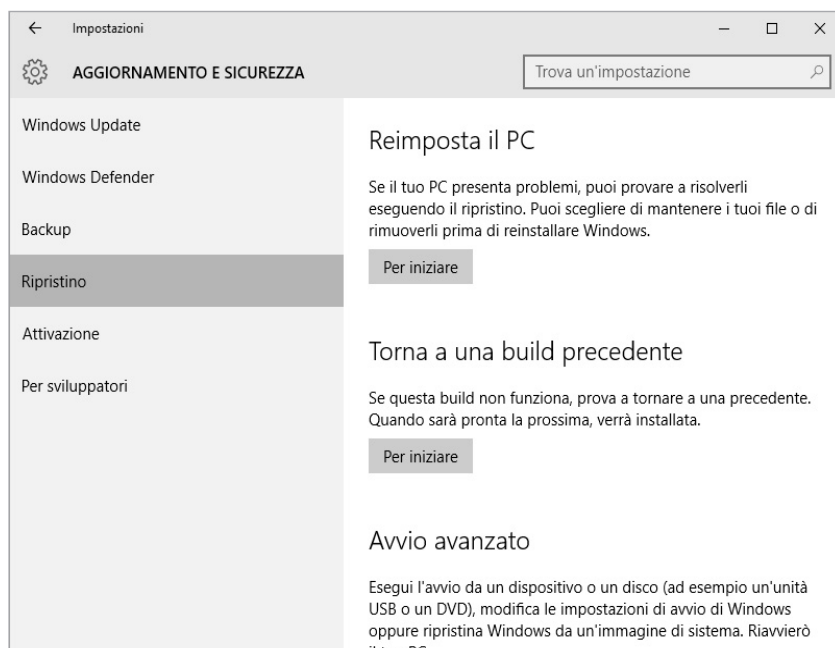 Impostazioni
AGGIORNAMENTO E SICUREZZA
Trova un'impostazione
Windows Update
Windows Defender
Backup
Ripristino
Attivazione
Per sviluppatori
Reimposta il PC
Se il tuo PC presenta problemi, puoi provare a risolverli
eseguendo il ripristino. Puoi scegliere di mantenere i tuoi file o di
rimuoverli prima di reinstallare Windows.
Per iniziare
Torna a una build precedente
Se questa build non funziona, prova a tornare a una precedente.
Quando sarà pronta la prossima, verrà installata.
Per iniziare
Avvio avanzato
Esegui l'avvio da un dispositivo o un disco (ad esempio un'unità
USB o un DVD), modifica le impostazioni di avvio di Windows
oppure ripristina Windows da un'immagine di sistema. Riavvierò